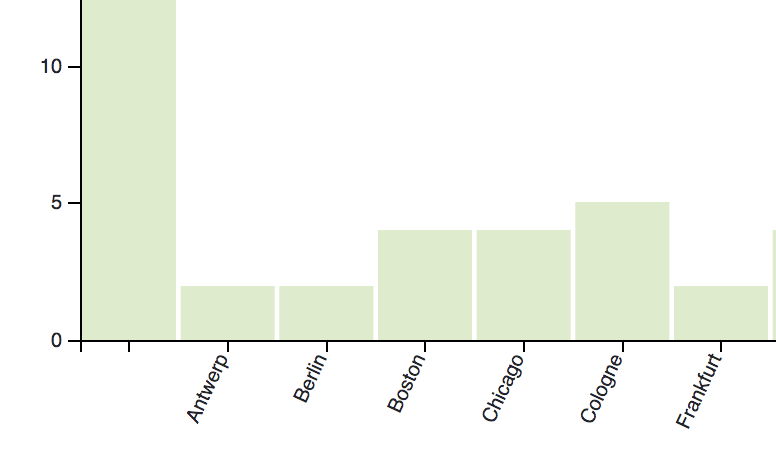 10
5
0
Antwerp
Berlin
Boston
Chicago
Cologne
Frankfurt